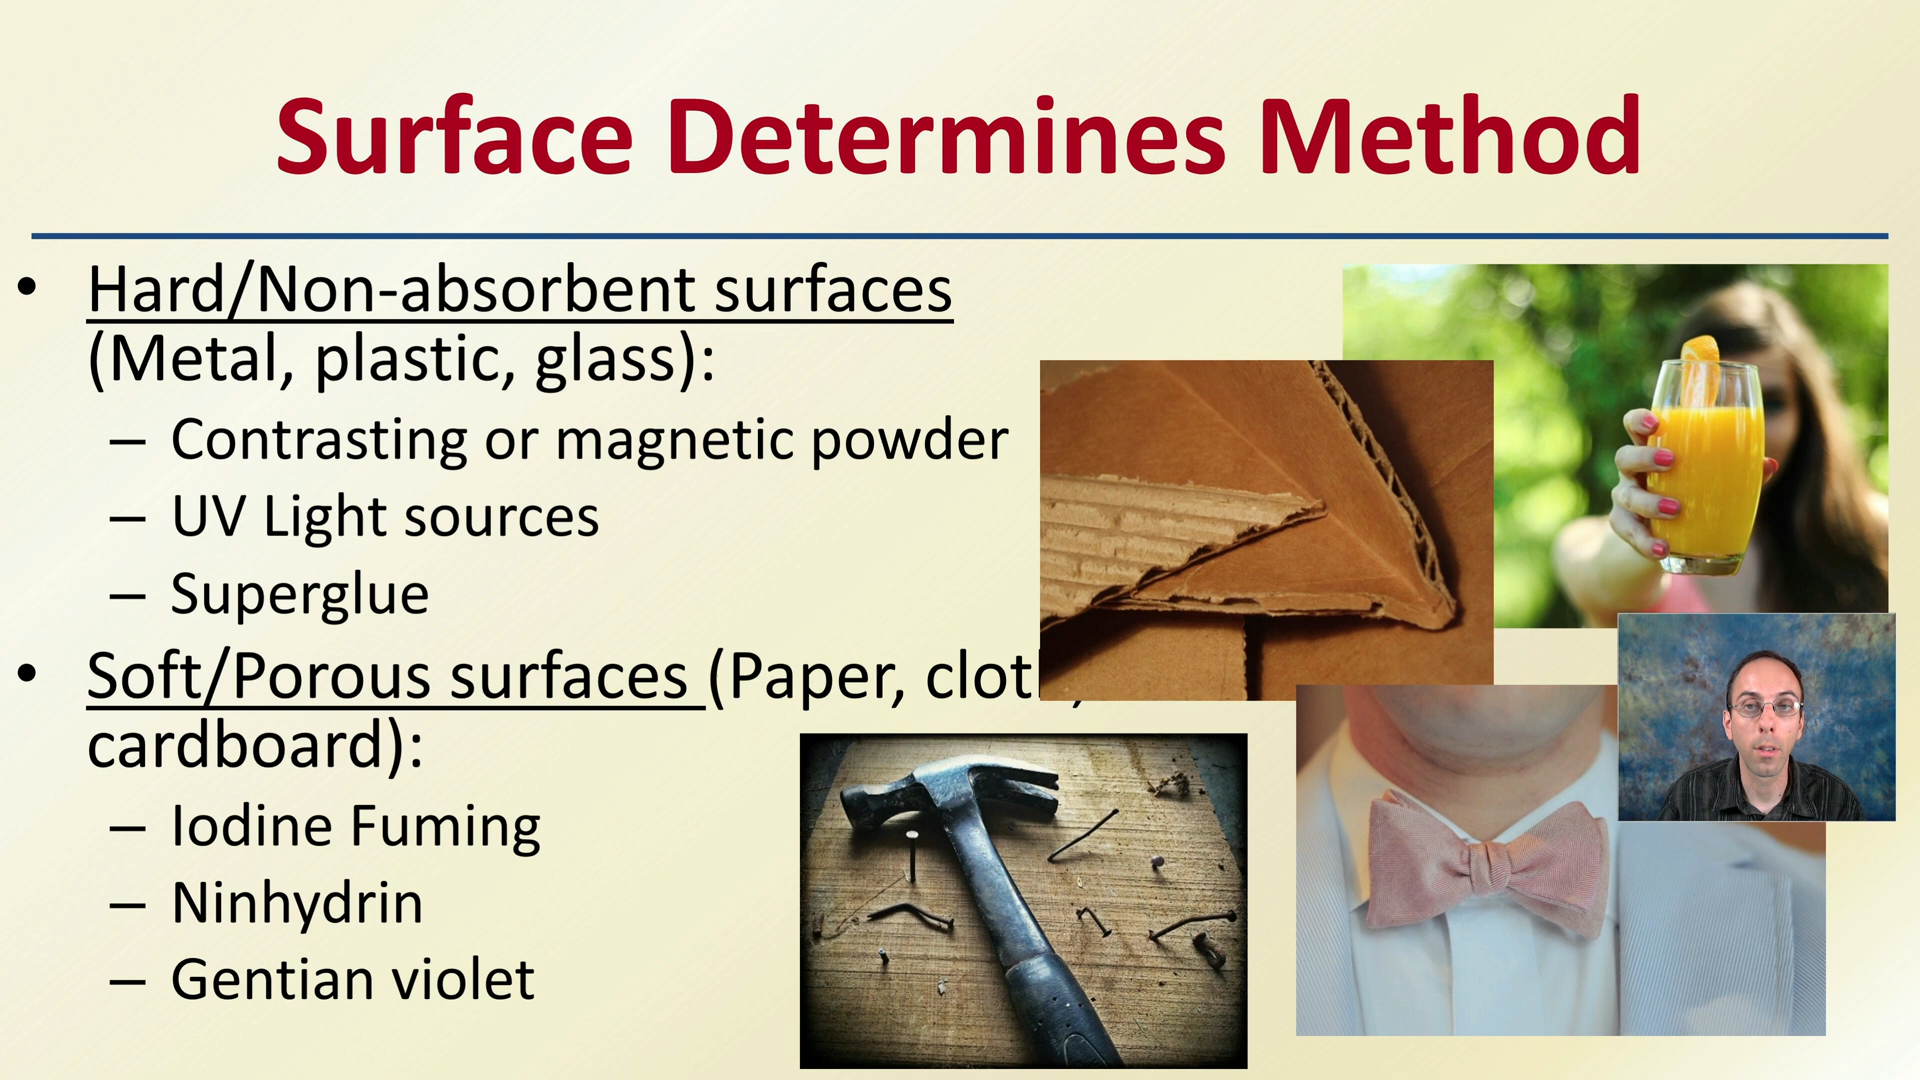 Surface Determines Method
• Hard/Non-absorbent surfaces
(Metal, plastic, glass):
– Contrasting or magnetic powder
– UV Light sources
– Superglue
• Soft/Porous surfaces (Paper, cloth,
cardboard):
– Iodine Fuming
– Ninhydrin
– Gentian violet